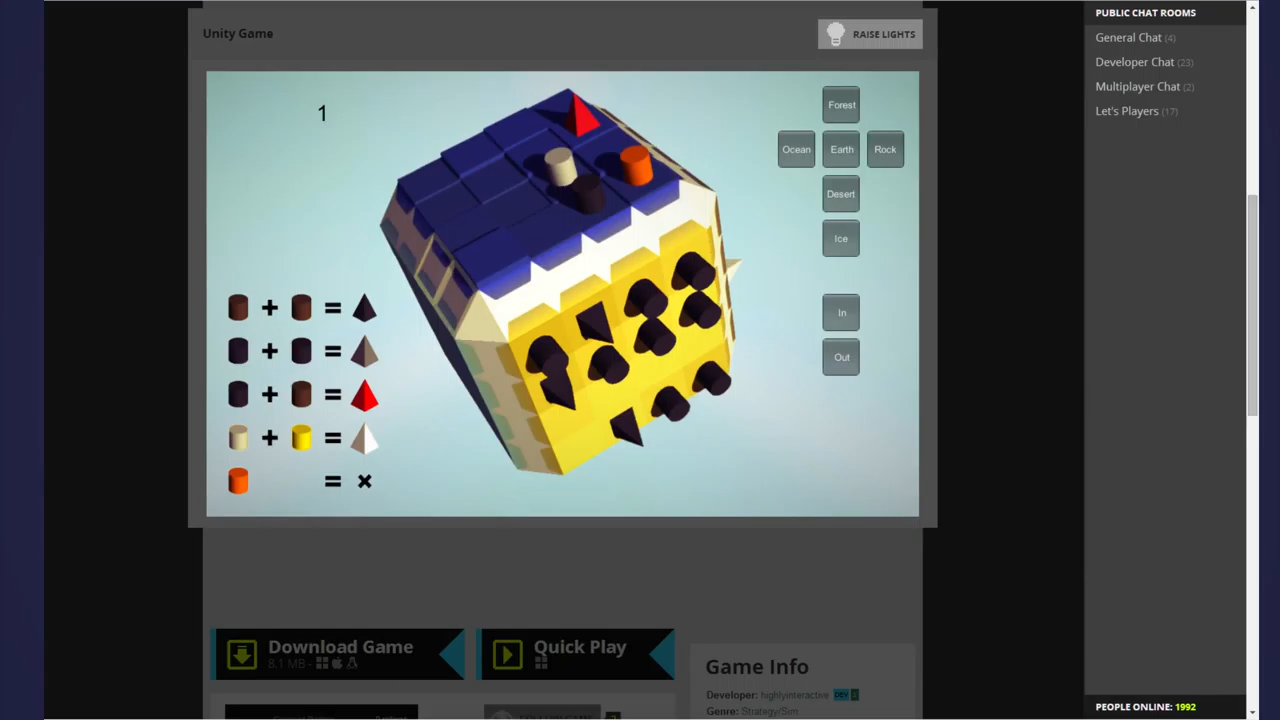 PUBLIC CHAT ROOMS
General Chat (4)
Developer Chat (23)
Multiplayer Chat (2)
Let's Players (17)
Unity Game
RAISE LIGHTS
1
Forest
Ocean
Earth
Rock
Desert
Ice
In
Out
+ =
+ =
+ =
+ =
= ×
Download Game
8.1 MB -
Quick Play
Game Info
Developer: highlyinteractive DEV 2
Genre: Strategy/Sim
PEOPLE ONLINE: 1992